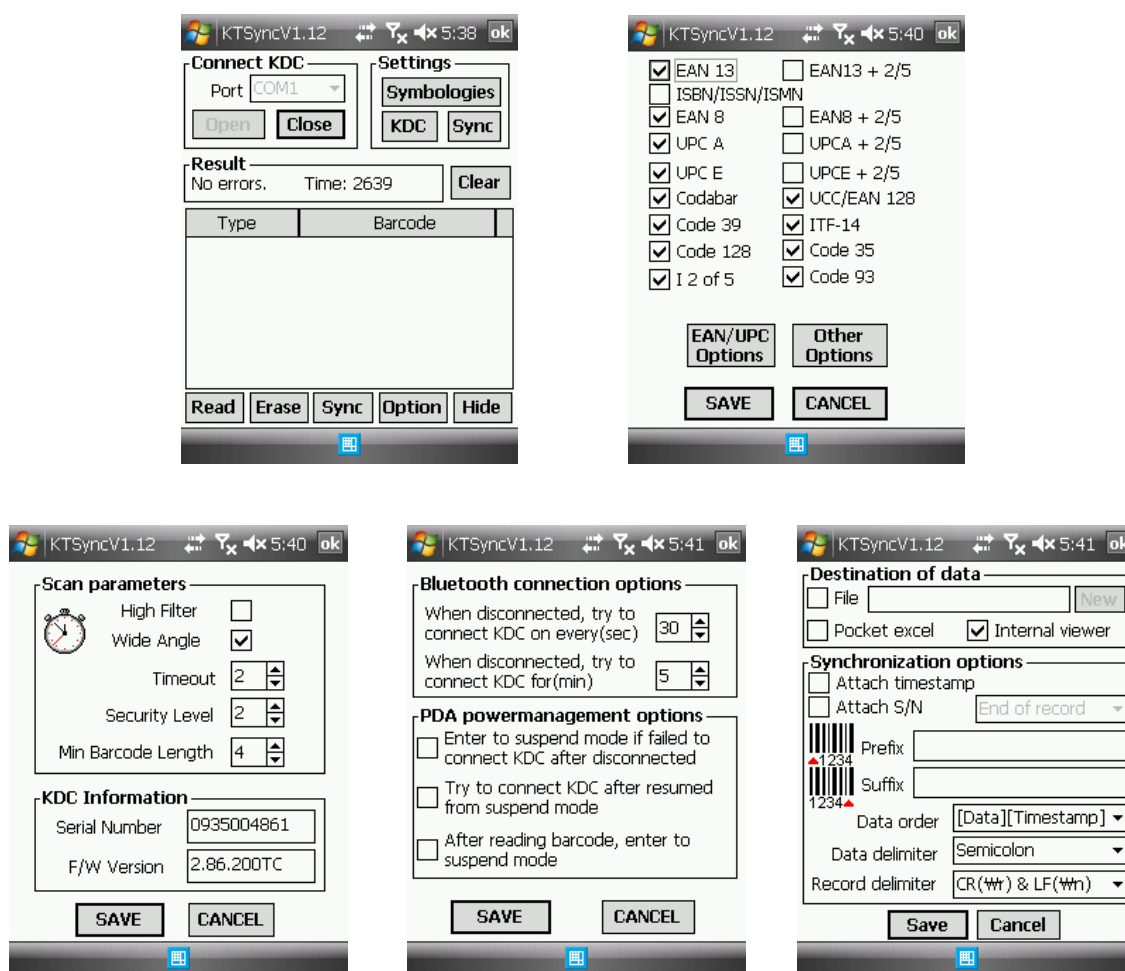 KTSyncV1.12 5:38 ok
Connect KDC
Port COM1
Open Close
Settings
Symbologies
KDC Sync
Result
No errors. Time: 2639
Clear
Type Barcode
Read Erase Sync Option Hide
KTSyncV1.12 5:40 ok
EAN 13 EAN13 + 2/5
ISBN/ISSN/ISMN
EAN 8 EAN8 + 2/5
UPC A UPCA + 2/5
UPC E UPCE + 2/5
Codabar UCC/EAN 128
Code 39 ITF-14
Code 128 Code 35
I 2 of 5 Code 93
EAN/UPC
Options
Other
Options
SAVE CANCEL
KTSyncV1.12 5:40 ok
Scan parameters
High Filter
Wide Angle
Timeout 2
Security Level 2
Min Barcode Length 4
KDC Information
Serial Number 0935004861
F/W Version 2.86.200TC
SAVE CANCEL
KTSyncV1.12 5:41 ok
Bluetooth connection options
When disconnected, try to
connect KDC on every(sec) 30
When disconnected, try to
connect KDC for(min) 5
PDA powermanagement options
Enter to suspend mode if failed to
connect KDC after disconnected
Try to connect KDC after resumed
from suspend mode
After reading barcode, enter to
suspend mode
SAVE CANCEL
KTSyncV1.12 5:41 ok
Destination of data
File New
Pocket excel Internal viewer
Synchronization options
Attach timestamp
Attach S/N End of record
1234 Prefix
1234 Suffix
Data order [Data][Timestamp]
Data delimiter Semicolon
Record delimiter CR(₩r) & LF(₩n)
Save Cancel